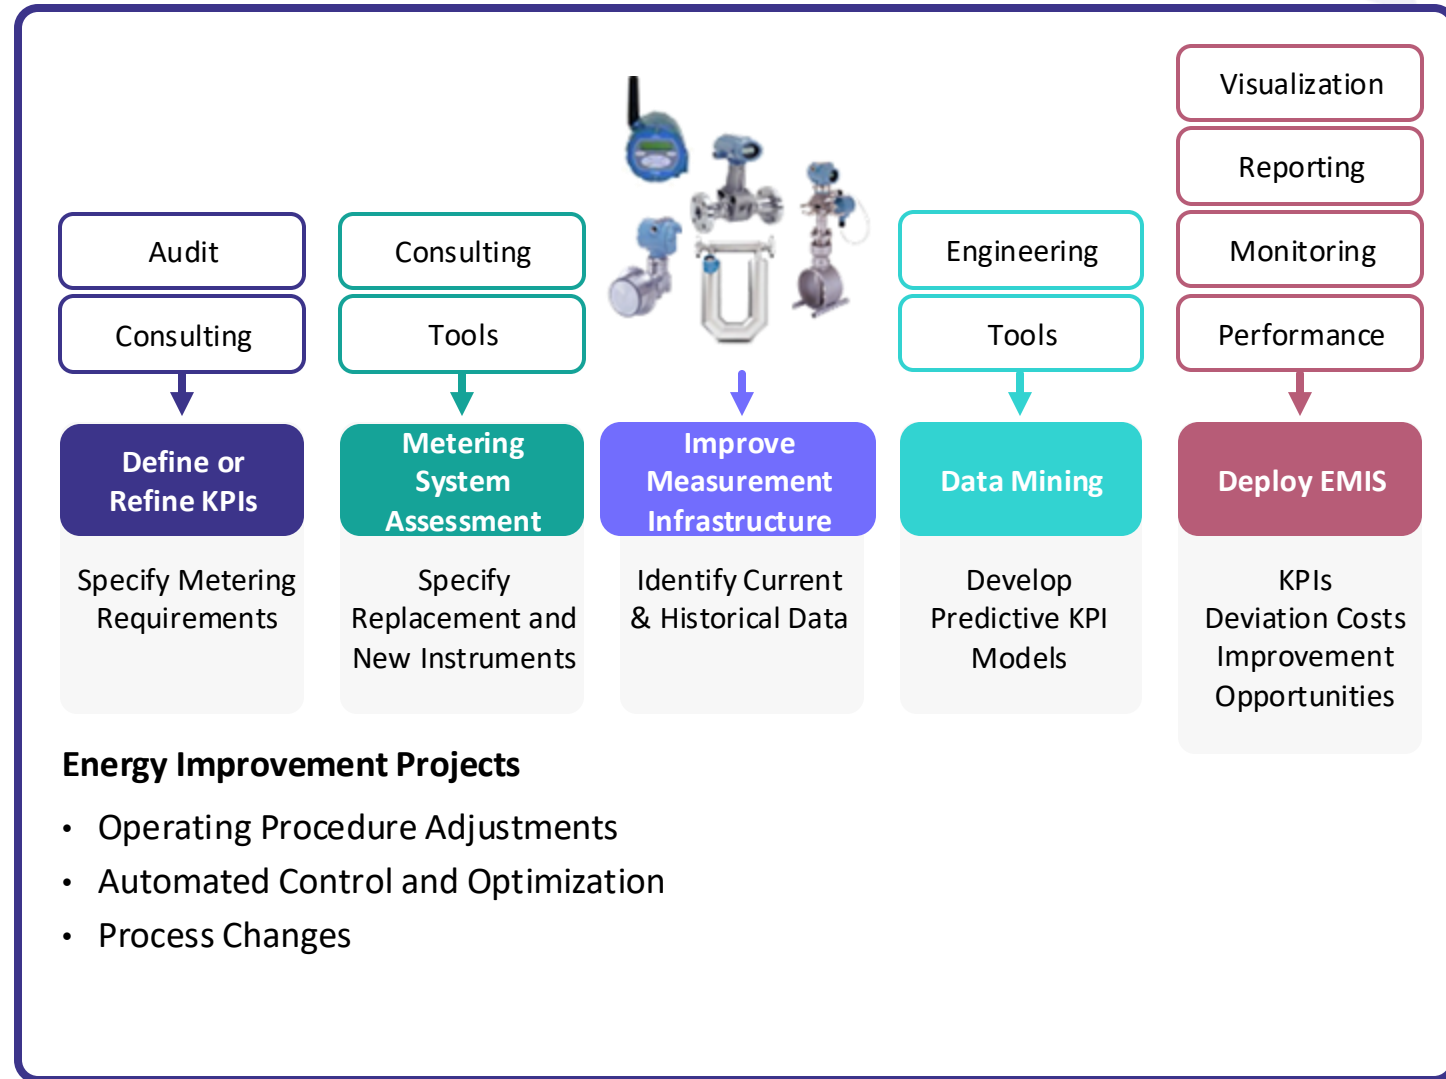 Visualization
Reporting
Audit
Consulting
Engineering
Monitoring
Consulting
Tools
Tools
Performance
Define or
Refine KPIs
Metering
System
Assessment
Improve
Measurement
Infrastructure
Data Mining
Deploy EMIS
Specify Metering
Requirements
Specify
Replacement and
New Instruments
Identify Current
& Historical Data
Develop
Predictive KPI
Models
KPIs
Deviation Costs
Improvement
Opportunities
Energy Improvement Projects
• Operating Procedure Adjustments
• Automated Control and Optimization
• Process Changes